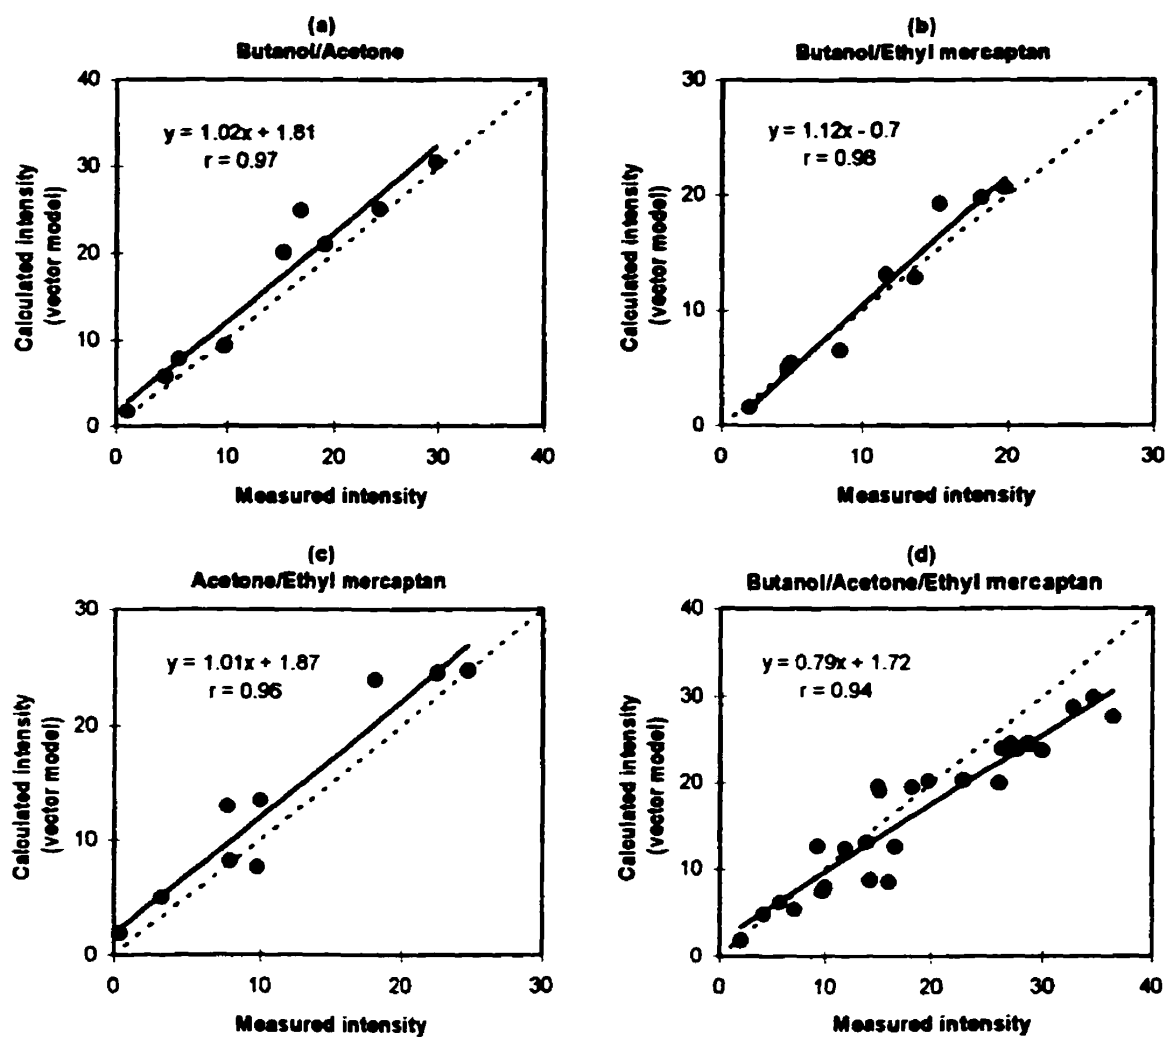 (a)
Butanol/Acetone
40
30
20
10
0
y = 1.02x + 1.81
r = 0.97
Calculated intensity
(vector model)
0 10 20 30 40
Measured intensity
(b)
Butanol/Ethyl mercaptan
30
20
10
0
y = 1.12x - 0.7
r = 0.98
Calculated intensity
(vector model)
0 10 20 30
Measured intensity
(c)
Acetone/Ethyl mercaptan
30
20
10
0
y = 1.01x + 1.87
r = 0.96
Calculated intensity
(vector model)
0 10 20 30
Measured intensity
(d)
Butanol/Acetone/Ethyl mercaptan
40
30
20
10
0
y = 0.79x + 1.72
r = 0.94
Calculated intensity
(vector model)
0 10 20 30 40
Measured intensity